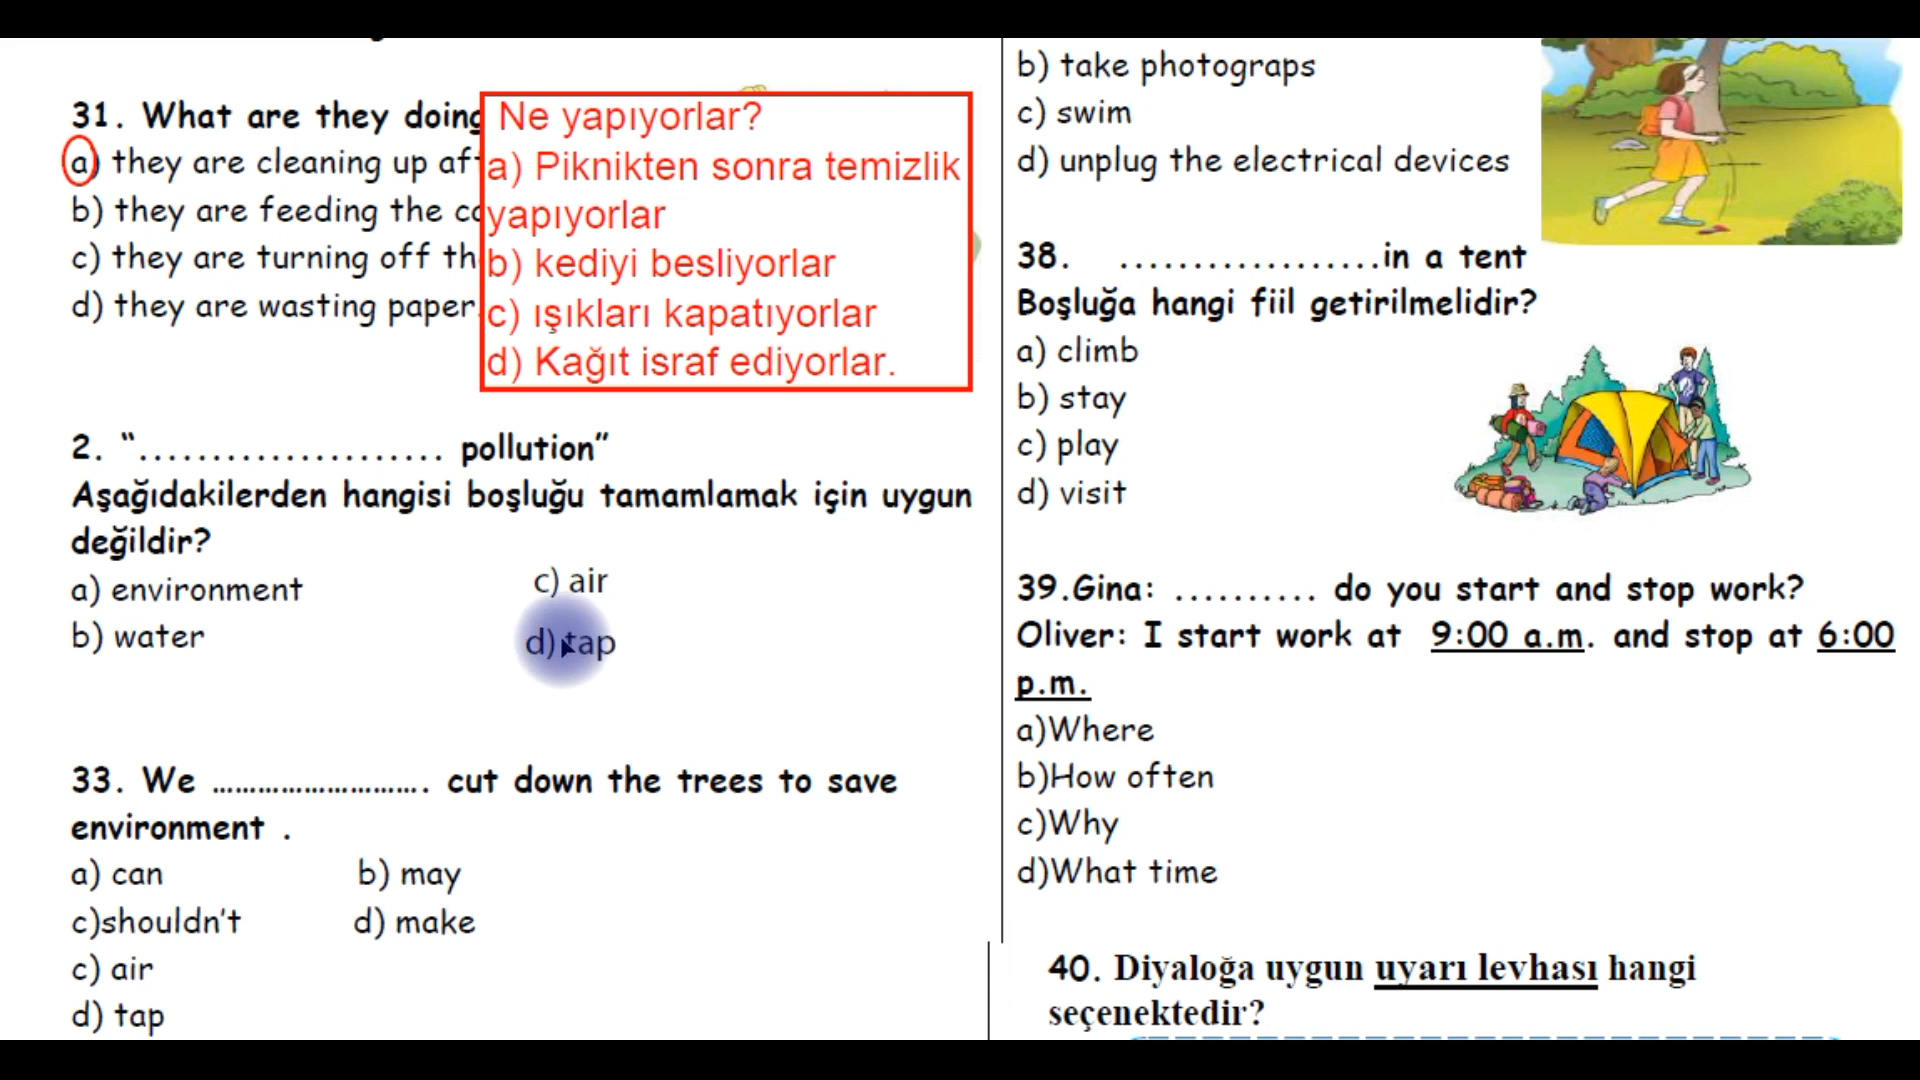 31. What are they doing
a) they are cleaning up aft
b) they are feeding the ca
c) they are turning off th
d) they are wasting paper.
Ne yapıyorlar?
a) Piknikten sonra temizlik
yapıyorlar
b) kediyi besliyorlar
c) ışıkları kapatıyorlar
d) Kağıt israf ediyorlar.
2. “..................... pollution”
Aşağıdakilerden hangisi boşluğu tamamlamak için uygun
değildir?
a) environment
b) water
c) air
d) tap
33. We ............................ cut down the trees to save
environment .
a) can b) may
c)shouldn't d) make
c) air
d) tap
b) take photograps
c) swim
d) unplug the electrical devices
38. ..................in a tent
Boşluğa hangi fiil getirilmelidir?
a) climb
b) stay
c) play
d) visit
39.Gina: .......... do you start and stop work?
Oliver: I start work at 9:00 a.m. and stop at 6:00
p.m.
a)Where
b)How often
c)Why
d)What time
40. Diyaloğa uygun uyarı levhası hangi
seçenektedir?